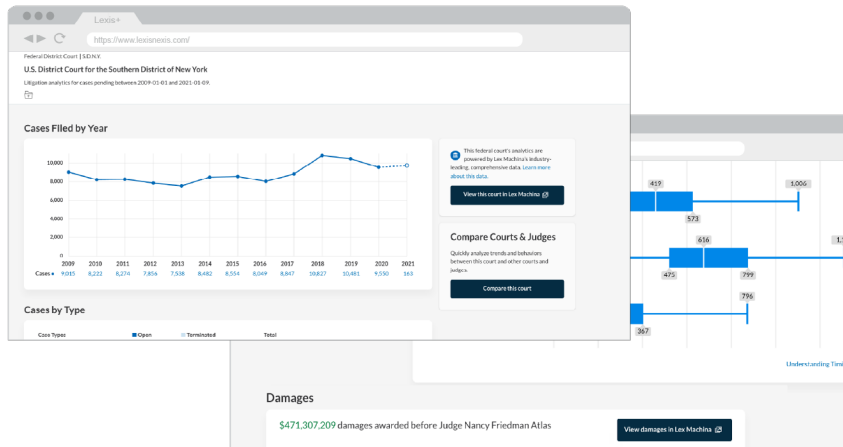 Lexis+
https://www.lexisnexis.com/
Federal District Court | S.D.N.Y.
U.S. District Court for the Southern District of New York
Litigation analytics for cases pending between 2009-01-01 and 2021-01-09.
Cases Filed by Year
10,000
8,000
6,000
4,000
2,000
0
2009 2010 2011 2012 2013 2014 2015 2016 2017 2018 2019 2020 2021
Cases 9,015 8,222 8,274 7,856 7,538 8,482 8,554 8,049 8,847 10,827 10,481 9,550 163
This federal court's analytics are
powered by Lex Machina's industry-
leading, comprehensive data. Learn more
about this data.
View this court in Lex Machina
Compare Courts & Judges
Quickly analyze trends and behaviors
between this court and other courts and
judges.
Compare this court
Cases by Type
Case Types Open Terminated Total
419 1,006
573
616
475 799
796
367
Damages
$471,307,209 damages awarded before Judge Nancy Friedman Atlas
View damages in Lex Machina
Understanding